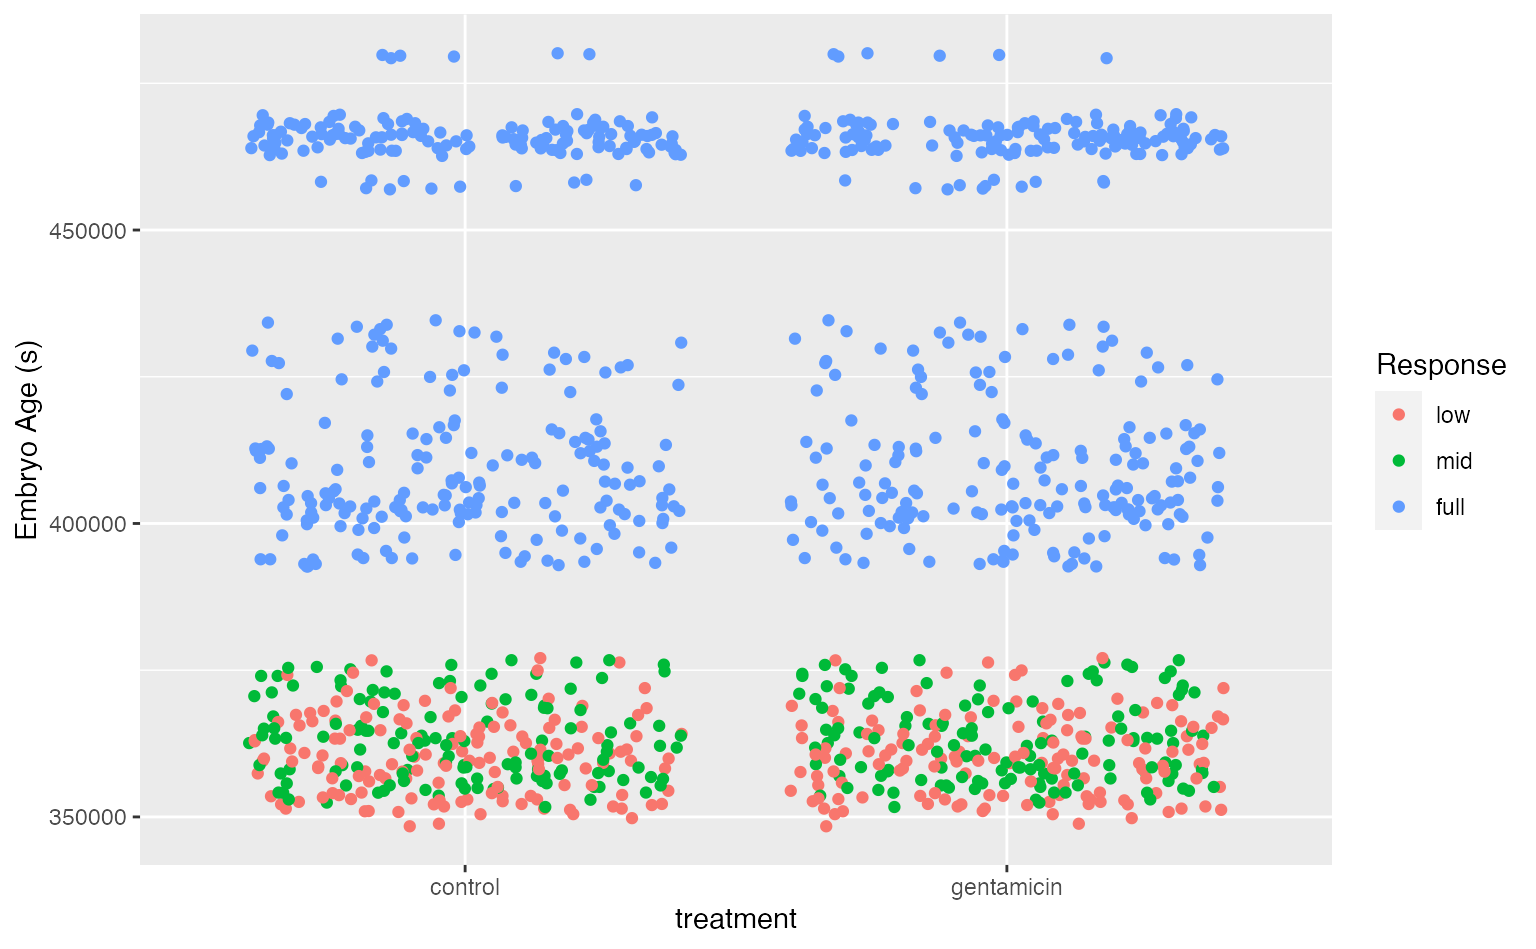 Embryo Age (s)
450000
400000
350000
control
gentamicin
treatment
Response
low
mid
full